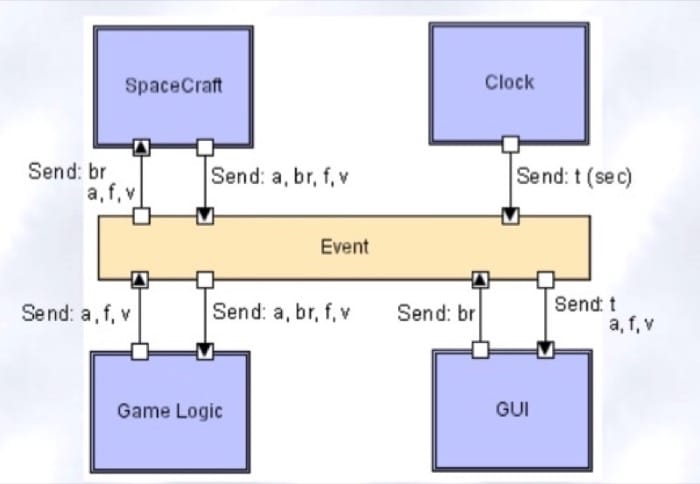 SpaceCraft
Clock
Send: br
a, f, v
Send: a, br, f, v
Send: t (sec)
Event
Send: a, f, v
Send: a, br, f, v
Send: br
Send: t
a, f, v
Game Logic
GUI